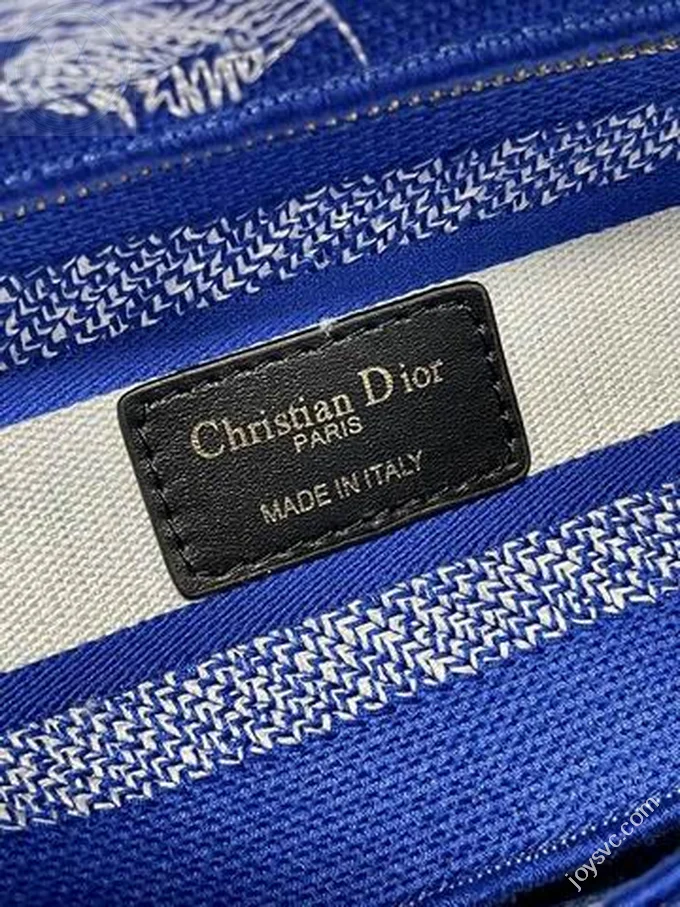 Christian Dior
PARIS
MADE IN ITALY
joysvc.com